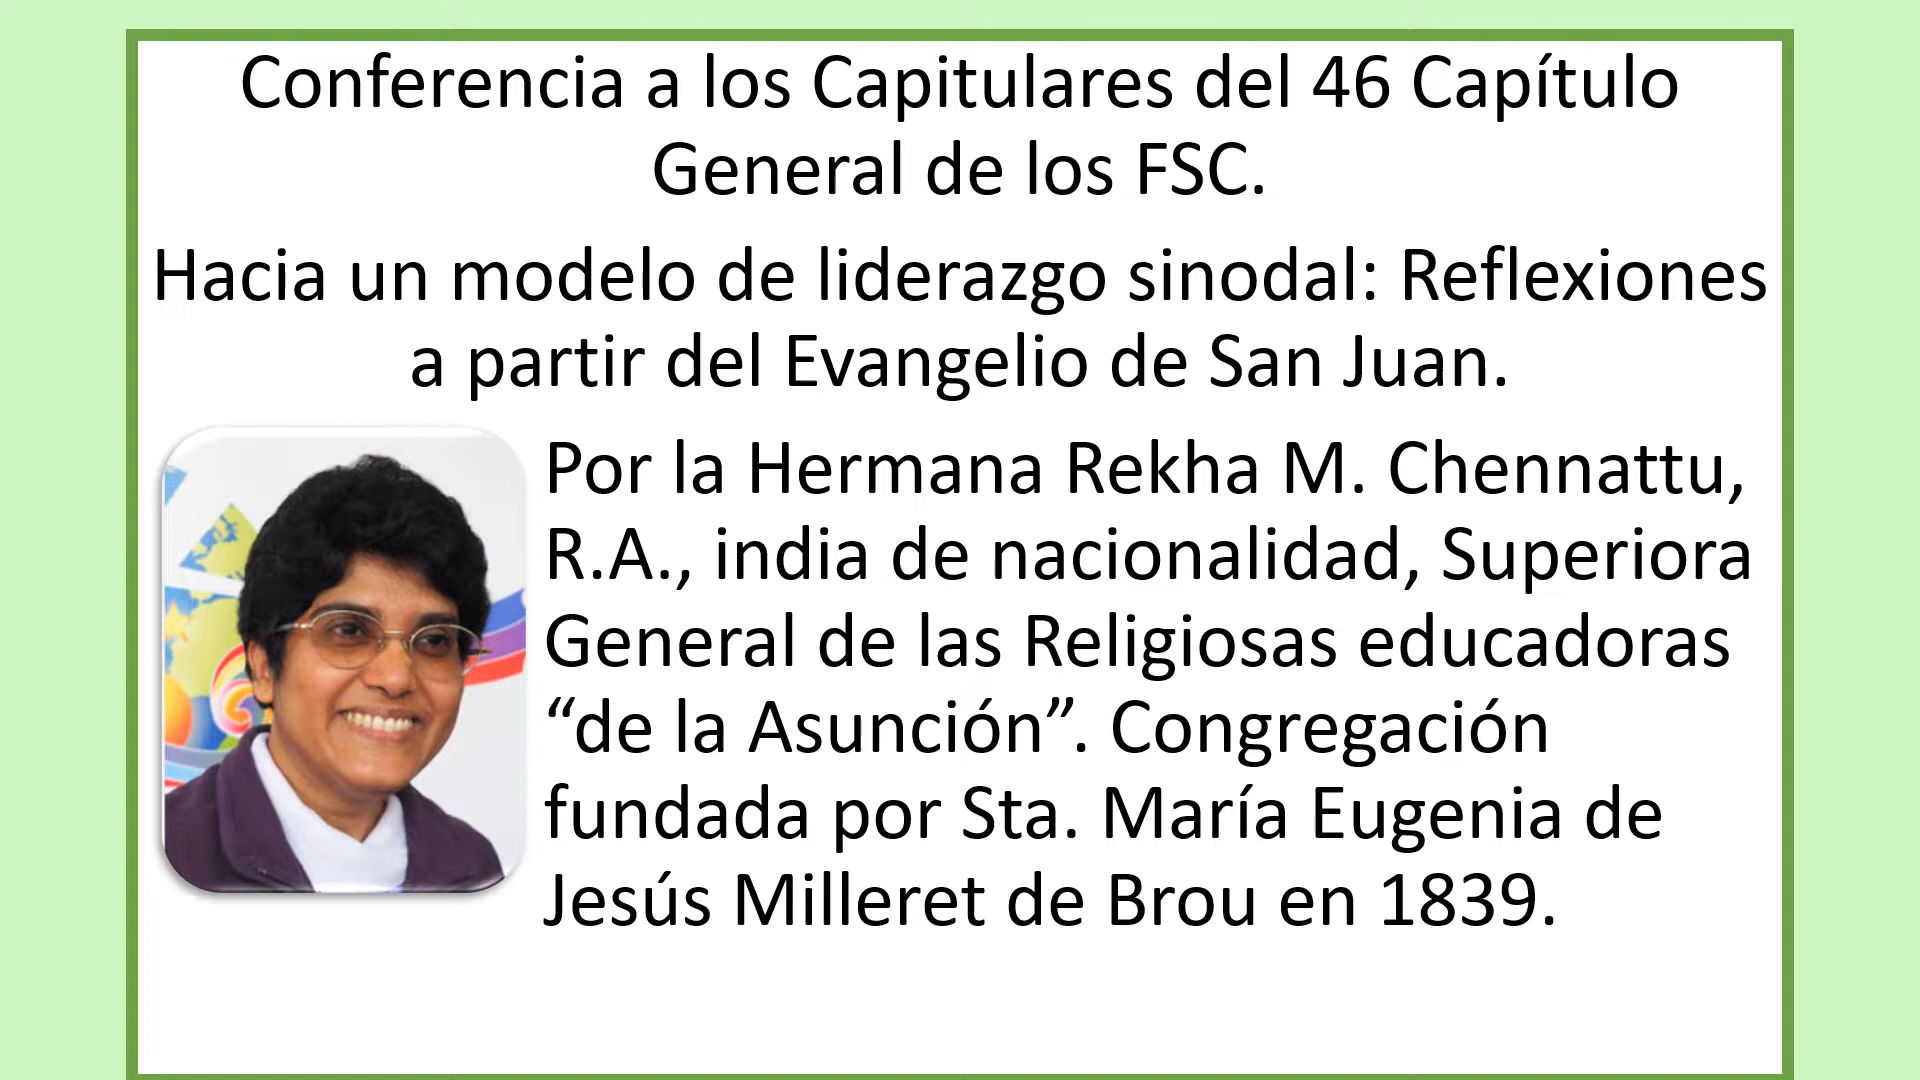 Conferencia a los Capitulares del 46 Capítulo
General de los FSC.
Hacia un modelo de liderazgo sinodal: Reflexiones
a partir del Evangelio de San Juan.
Por la Hermana Rekha M. Chennattu,
R.A., india de nacionalidad, Superiora
General de las Religiosas educadoras
“de la Asunción”. Congregación
fundada por Sta. María Eugenia de
Jesús Milleret de Brou en 1839.